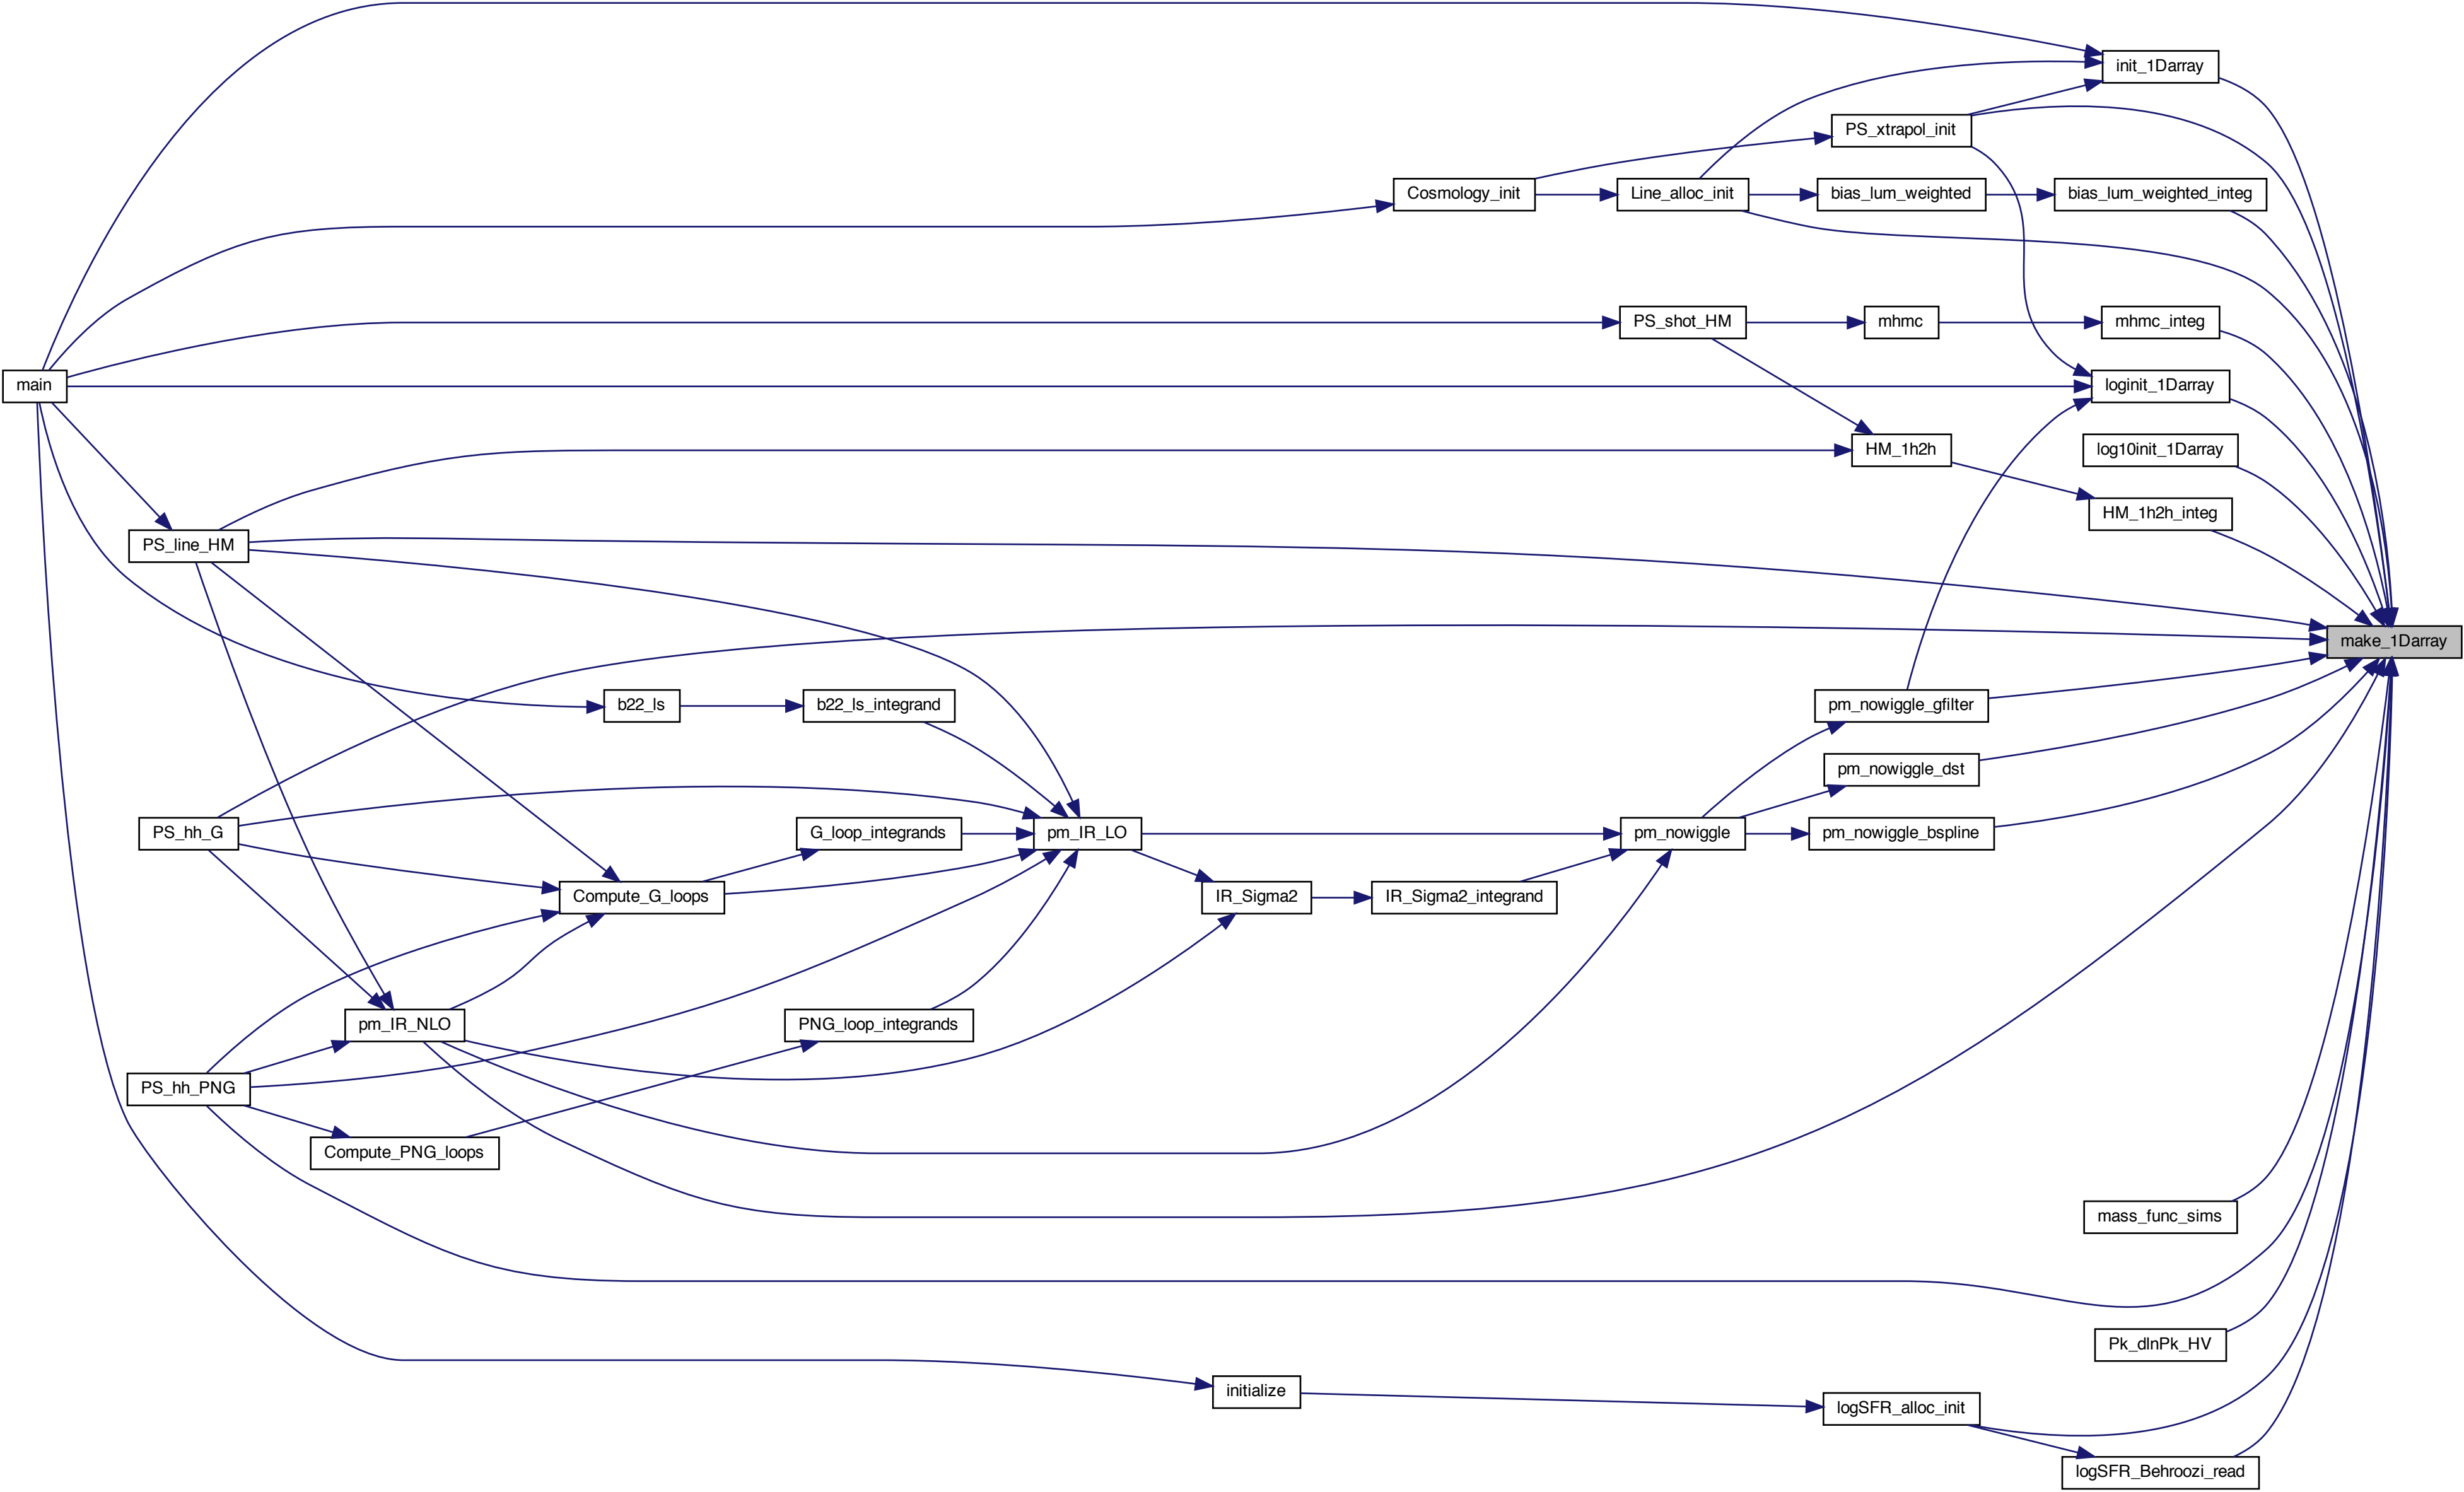 init_1Darray
PS_xtrapol_init
Cosmology_init
Line_alloc_init
bias_lum_weighted
bias_lum_weighted_integ
PS_shot_HM
mhmc
mhmc_integ
main
loginit_1Darray
HM_1h2h
log10init_1Darray
HM_1h2h_integ
PS_line_HM
make_1Darray
b22_ls
b22_ls_integrand
pm_nowiggle_gfilter
pm_nowiggle_dst
PS_hh_G
G_loop_integrands
pm_IR_LO
pm_nowiggle
pm_nowiggle_bspline
Compute_G_loops
IR_Sigma2
IR_Sigma2_integrand
pm_IR_NLO
PNG_loop_integrands
PS_hh_PNG
Compute_PNG_loops
mass_func_sims
Pk_dlnPk_HV
initialize
logSFR_alloc_init
logSFR_Behroozi_read